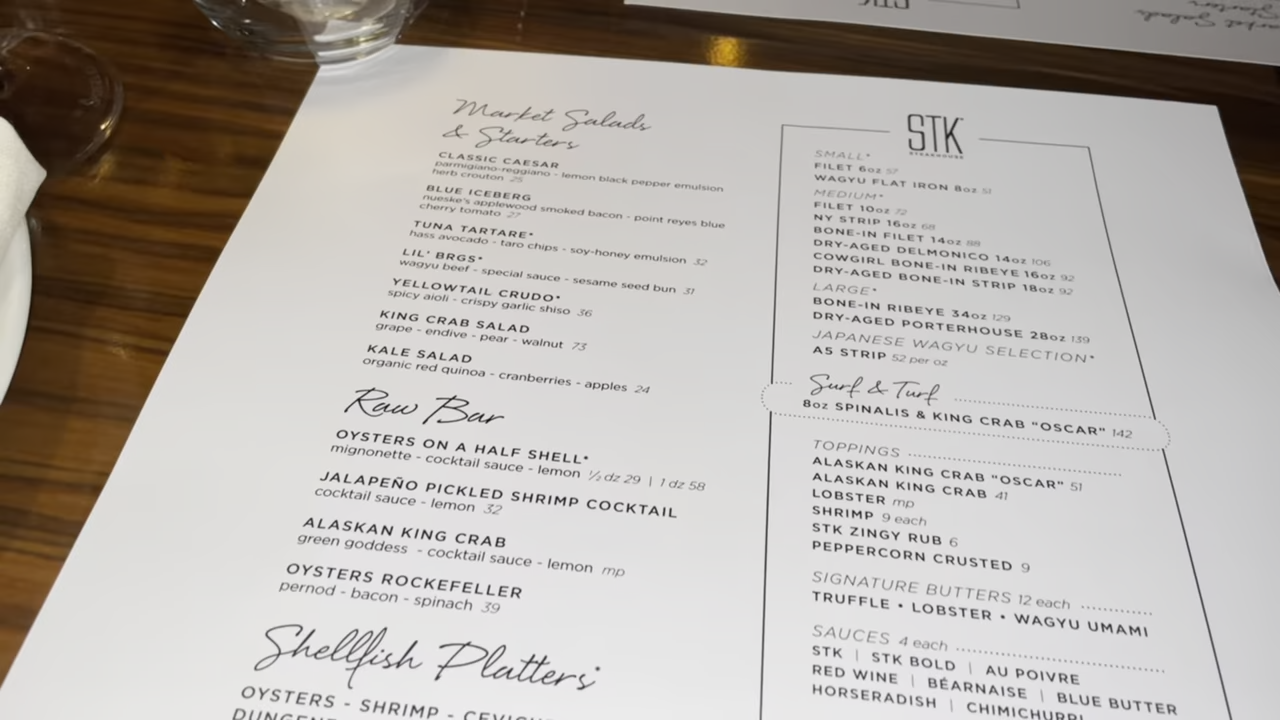 Market Salads
& Starters
CLASSIC CAESAR
parmigiano-reggiano - lemon black pepper emulsion
herb crouton 25
BLUE ICEBERG
nueske's applewood smoked bacon - point reyes blue
cherry tomato 27
TUNA TARTARE*
hass avocado - taro chips - soy-honey emulsion 32
LIL' BRGS*
wagyu beef - special sauce - sesame seed bun 31
YELLOWTAIL CRUDO*
spicy aioli - crispy garlic shiso 36
KING CRAB SALAD
grape - endive - pear - walnut 73
KALE SALAD
organic red quinoa - cranberries - apples 24
Raw Bar
OYSTERS ON A HALF SHELL*
mignonette - cocktail sauce - lemon ½ dz 29 | 1 dz 58
JALAPEÑO PICKLED SHRIMP COCKTAIL
cocktail sauce - lemon 32
ALASKAN KING CRAB
green goddess - cocktail sauce - lemon mp
OYSTERS ROCKEFELLER
pernod - bacon - spinach 39
Shellfish Platters*
OYSTERS - SHRIMP -
STK
STEAKHOUSE
SMALL*
FILET 6oz 57
WAGYU FLAT IRON 8oz 51
MEDIUM*
FILET 10oz 72
NY STRIP 16oz 68
BONE-IN FILET 14oz 88
DRY-AGED DELMONICO 14oz 106
COWGIRL BONE-IN RIBEYE 16oz 92
DRY-AGED BONE-IN STRIP 18oz 92
LARGE*
BONE-IN RIBEYE 34oz 129
DRY-AGED PORTERHOUSE 28oz 139
JAPANESE WAGYU SELECTION*
A5 STRIP 52 per oz
Surf & Turf
8oz SPINALIS & KING CRAB "OSCAR" 142
TOPPINGS
ALASKAN KING CRAB "OSCAR" 51
ALASKAN KING CRAB 41
LOBSTER mp
SHRIMP 9 each
STK ZINGY RUB 6
PEPPERCORN CRUSTED 9
SIGNATURE BUTTERS 12 each
TRUFFLE • LOBSTER • WAGYU UMAMI
SAUCES 4 each
STK | STK BOLD | AU POIVRE
RED WINE | BÉARNAISE | BLUE BUTTER
HORSERADISH | CHIMICHURRI